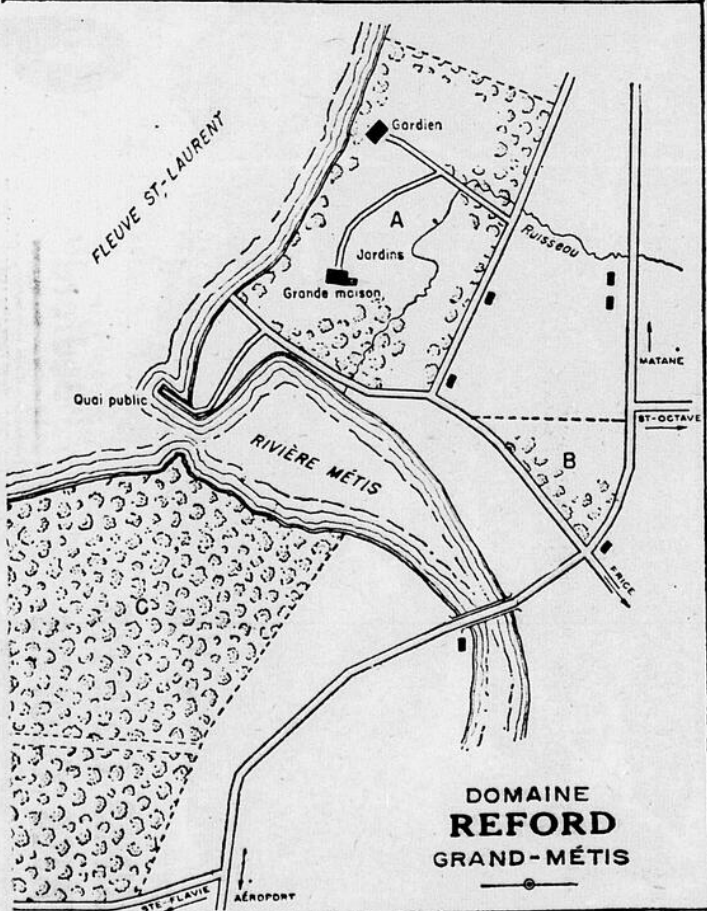 Gardien
FLEUVE ST-LAURENT
A
Jardins
Ruisseau
Grande maison
MATANE
Quai public
ST-OCTAVE
RIVIÈRE MÉTIS
B
PRICE
C
DOMAINE
REFORD
GRAND-MÉTIS
STE-FLAVIE
AÉROPORT